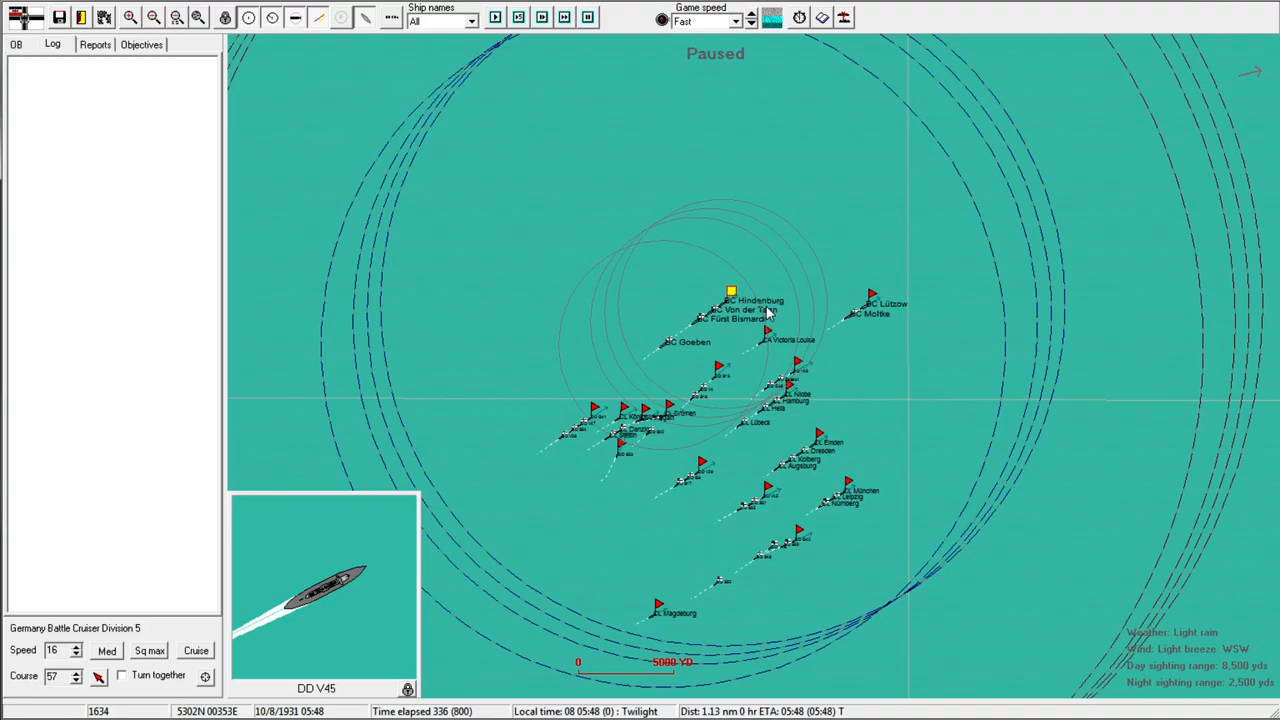 Ship names
All
Game speed
Fast
OB
Log
Reports
Objectives
Paused
BC Hindenburg
BC Von der Tann
BC Fürst Bismarck
BC Goeben
BC Lützow
BC Moltke
CA Victoria Louise
CL Niobe
CL Hamburg
CL Hela
CL Lübeck
CL Danzig
CL Stettin
CL Emden
CL Dresden
CL Kolberg
CL Augsburg
CL München
CL Leipzig
CL Nürnberg
CL Magdeburg
0 5000 YD
Weather: Light rain
Wind: Light breeze WSW
Day sighting range: 8,500 yds
Night sighting range: 2,500 yds
Germany Battle Cruiser Division 5
Speed 16 Med Sq max Cruise
Course 57 Turn together
DD V45
1634 5302N 00353E 10/8/1931 05:48 Time elapsed 336 (800) Local time: 08 05:48 (0) : Twilight Dist: 1.13 nm 0 hr ETA: 05:48 (05:48) T